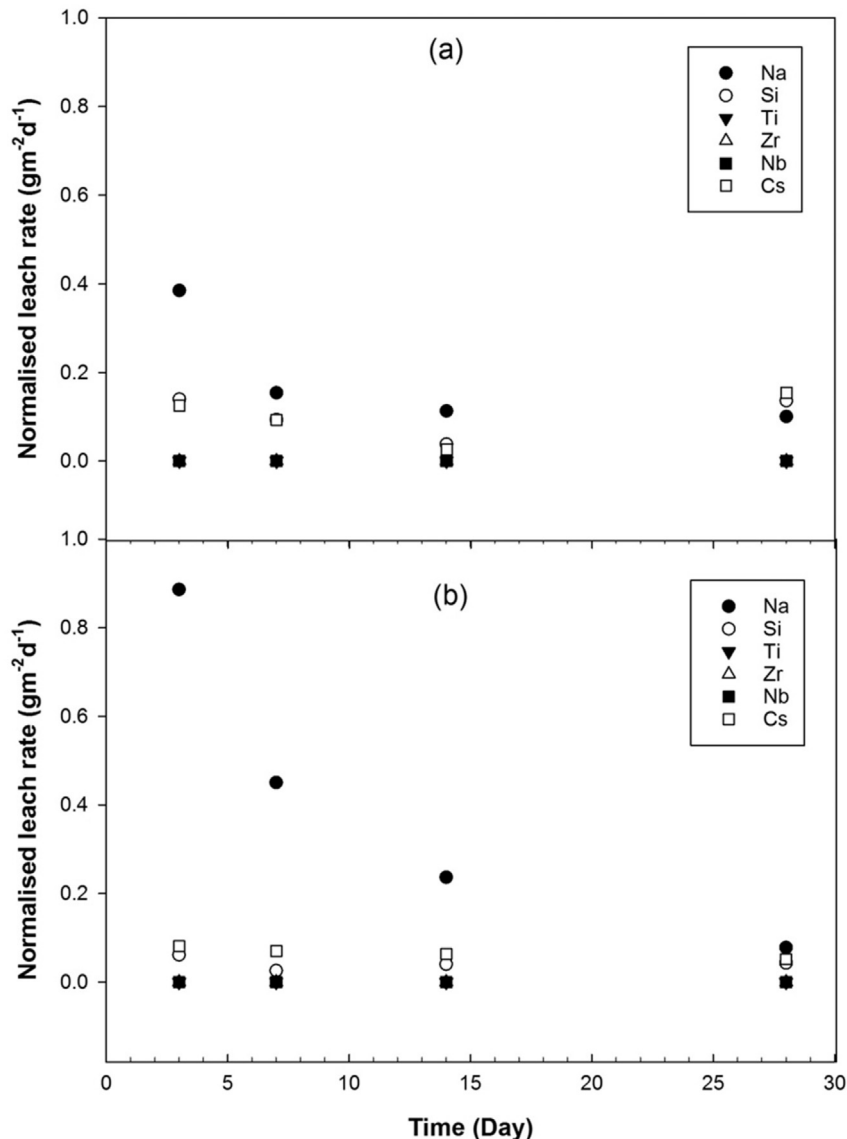 1.0
(a)
Na
Si
Ti
Zr
Nb
Cs
0.8
0.6
0.4
0.2
0.0
Normalised leach rate (gm⁻²d⁻¹)
1.0
(b)
Na
Si
Ti
Zr
Nb
Cs
0.8
0.6
0.4
0.2
0.0
Normalised leach rate (gm⁻²d⁻¹)
0 5 10 15 20 25 30
Time (Day)